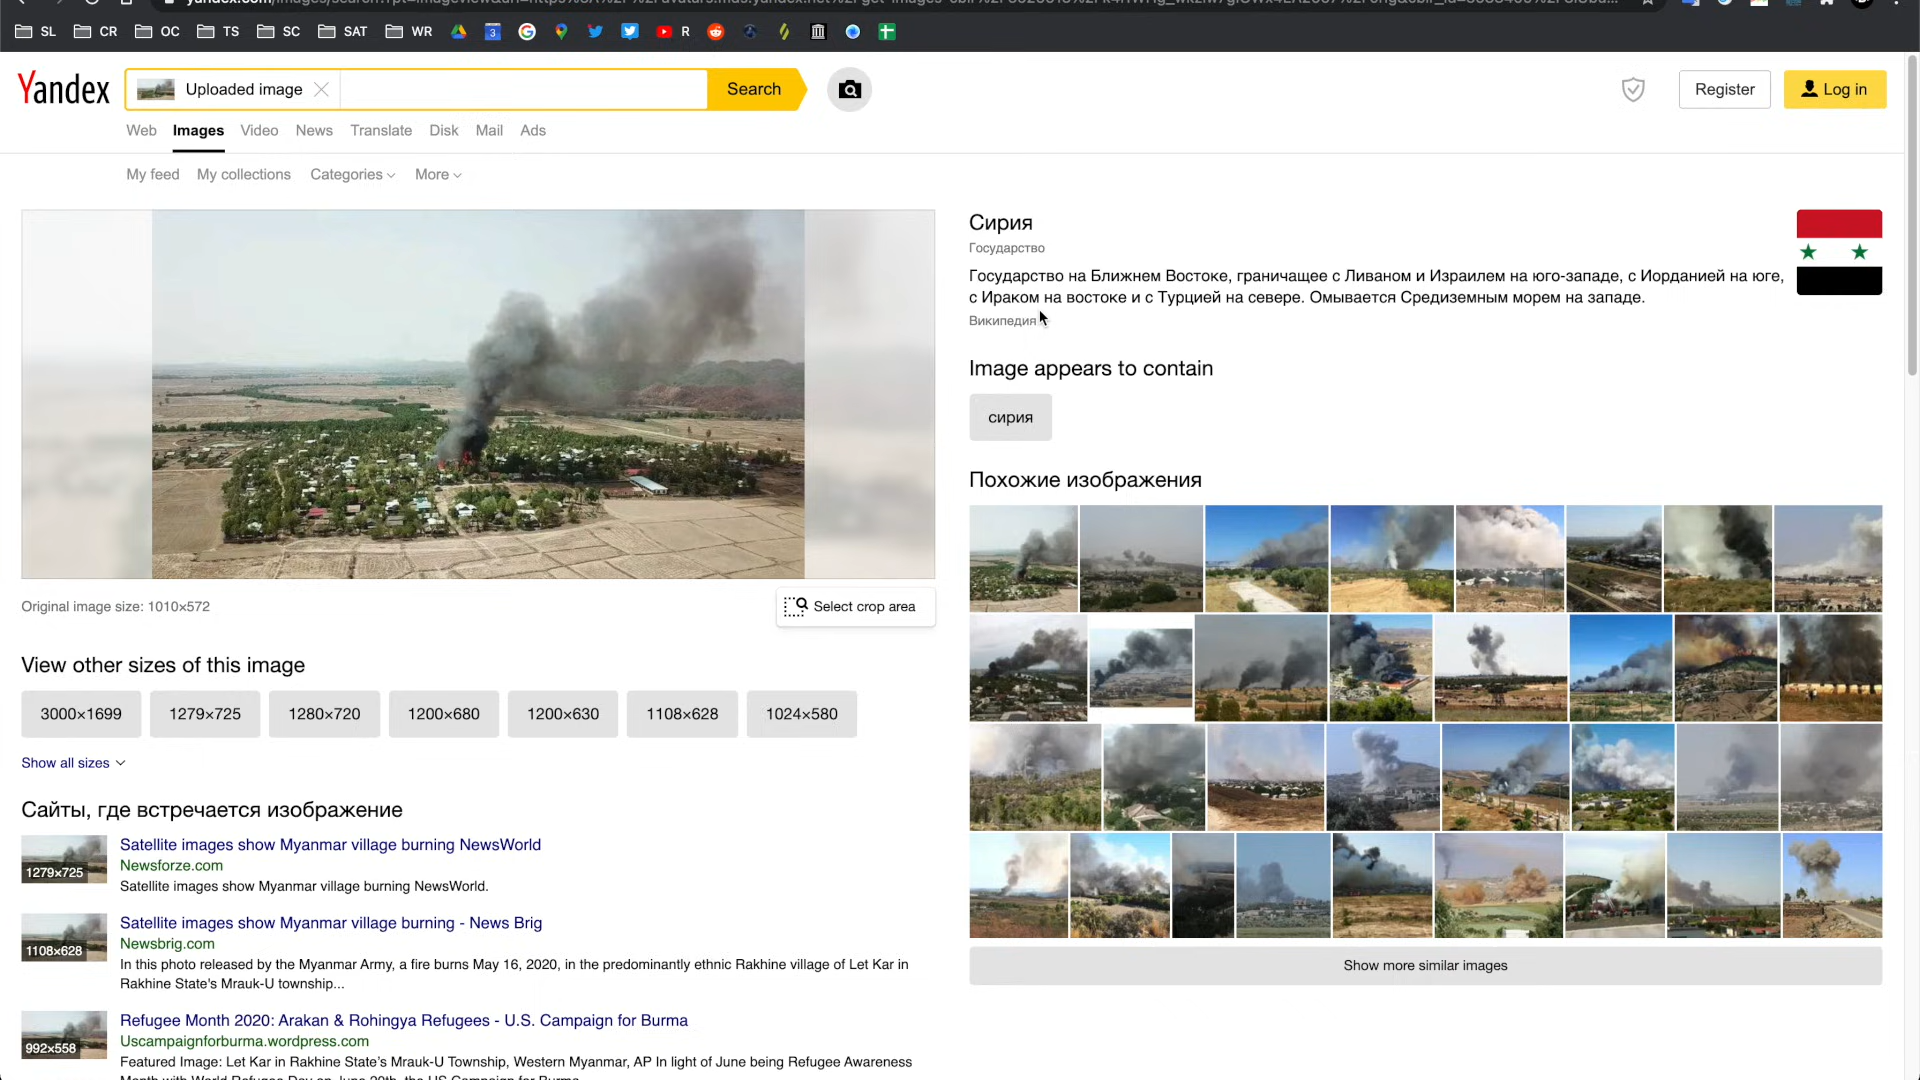 SL
CR
OC
TS
SC
SAT
WR
3
R
Yandex
Uploaded image
Search
Register
Log in
Web
Images
Video
News
Translate
Disk
Mail
Ads
My feed
My collections
Categories
More
Original image size: 1010×572
Select crop area
View other sizes of this image
3000×1699
1279×725
1280×720
1200×680
1200×630
1108×628
1024×580
Show all sizes
Сайты, где встречается изображение
1279×725
Satellite images show Myanmar village burning NewsWorld
Newsforze.com
Satellite images show Myanmar village burning NewsWorld.
1108×628
Satellite images show Myanmar village burning - News Brig
Newsbrig.com
In this photo released by the Myanmar Army, a fire burns May 16, 2020, in the predominantly ethnic Rakhine village of Let Kar in
Rakhine State's Mrauk-U township...
992×558
Refugee Month 2020: Arakan & Rohingya Refugees - U.S. Campaign for Burma
Uscampaignforburma.wordpress.com
Featured Image: Let Kar in Rakhine State's Mrauk-U Township, Western Myanmar, AP In light of June being Refugee Awareness
Сирия
Государство
Государство на Ближнем Востоке, граничащее с Ливаном и Израилем на юго-западе, с Иорданией на юге,
с Ираком на востоке и с Турцией на севере. Омывается Средиземным морем на западе.
Википедия
Image appears to contain
сирия
Похожие изображения
Show more similar images